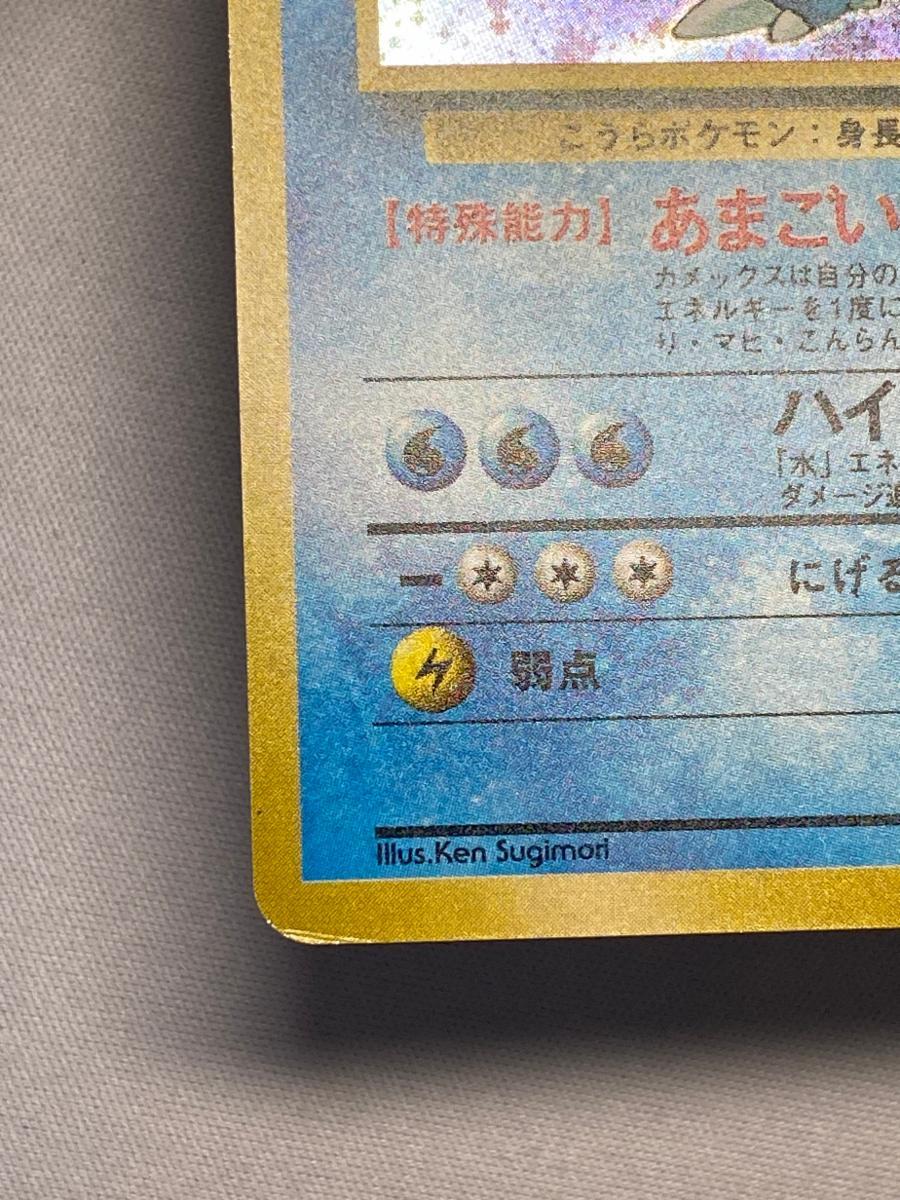 こうらポケモン：身長
【特殊能力】 あまごい
カメックスは自分の
エネルギーを1度に
り・マヒ・こんらん
ハイ
「水」エネ
ダメージ追
ーにげる
弱点
Illus.Ken Sugimori